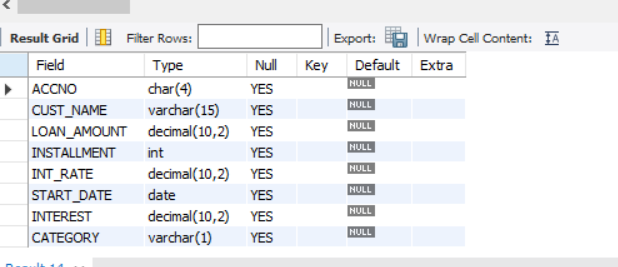 Result Grid Filter Rows: Export: Wrap Cell Content: IA
Field Type Null Key Default Extra
ACCNO char(4) YES NULL
CUST_NAME varchar(15) YES NULL
LOAN_AMOUNT decimal(10,2) YES NULL
INSTALLMENT int YES NULL
INT_RATE decimal(10,2) YES NULL
START_DATE date YES NULL
INTEREST decimal(10,2) YES NULL
CATEGORY varchar(1) YES NULL